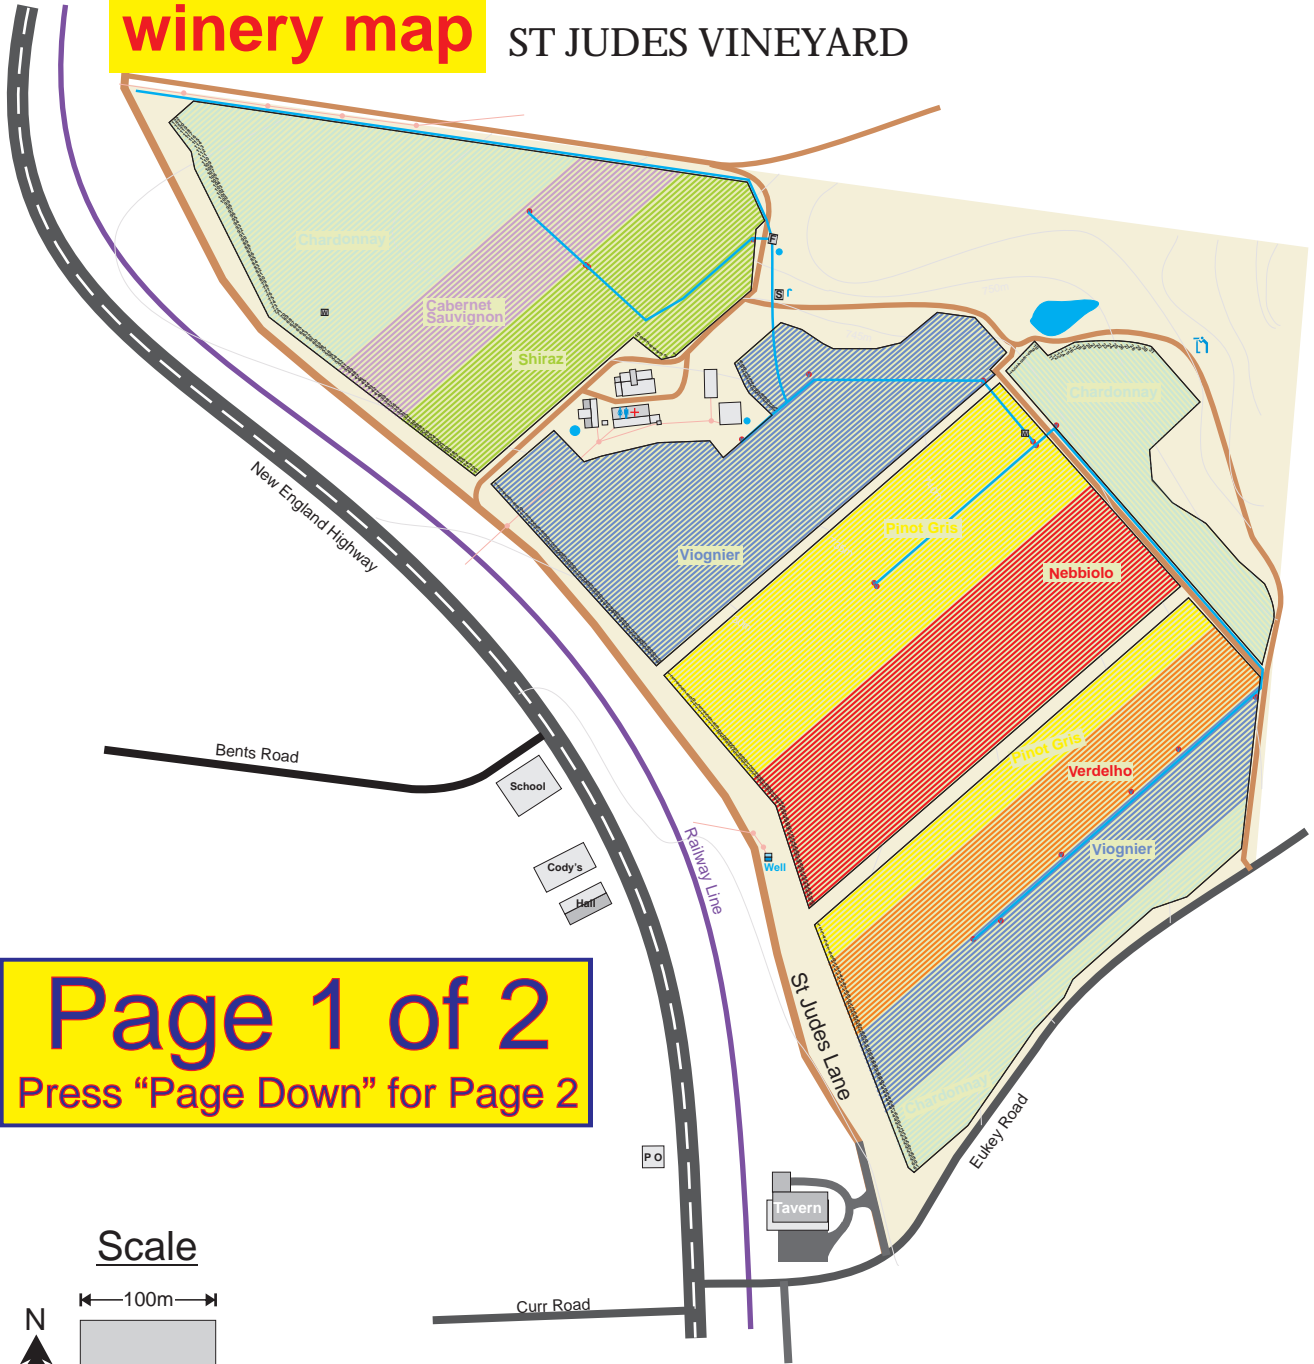 winery map
ST JUDES VINEYARD
Chardonnay
Cabernet
Sauvignon
Shiraz
F
S
W
Chardonnay
W
Pinot Gris
Viognier
Nebbiolo
New England Highway
Bents Road
School
Pinot Gris
Verdelho
Viognier
Cody's
Hall
Well
Railway Line
Page 1 of 2
Press “Page Down” for Page 2
St Judes Lane
Chardonnay
Eukey Road
P O
Tavern
Scale
100m
Curr Road
N